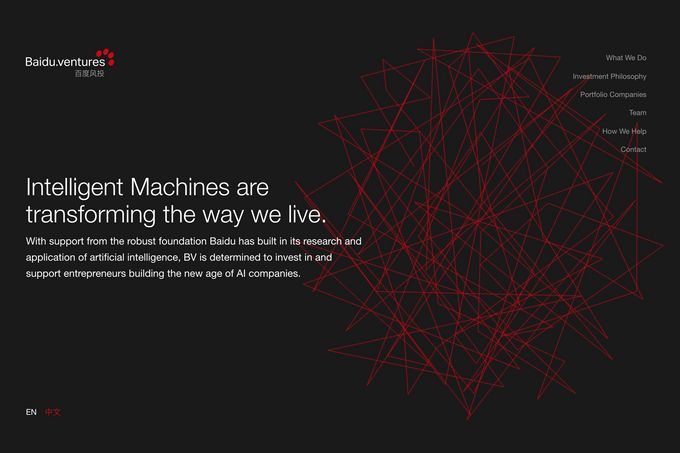 Baidu.ventures
百度风投
What We Do
Investment Philosophy
Portfolio Companies
Team
How We Help
Contact
Intelligent Machines are
transforming the way we live.
With support from the robust foundation Baidu has built in its research and
application of artificial intelligence, BV is determined to invest in and
support entrepreneurs building the new age of AI companies.
EN 中文